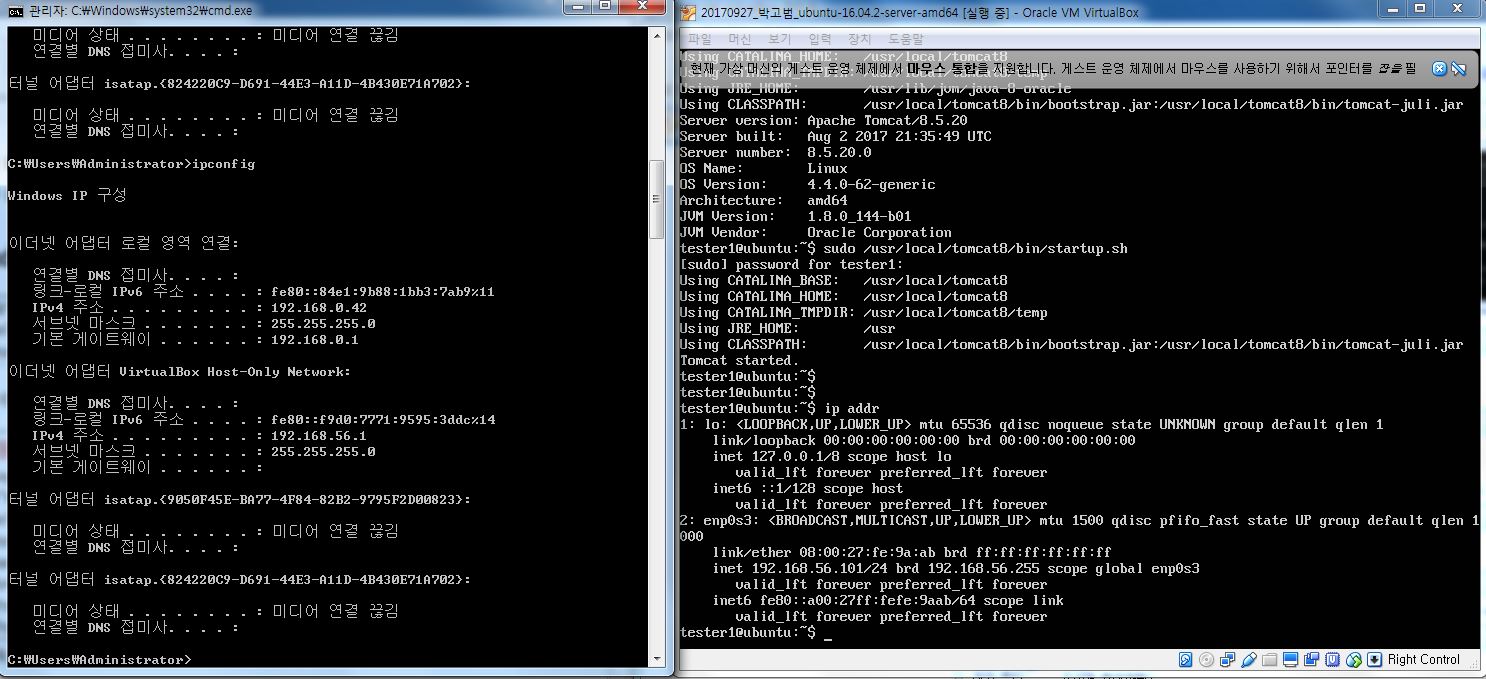 관리자: C:\Windows\system32\cmd.exe
미디어 상태 . . . . . . . . : 미디어 연결 끊김
연결별 DNS 접미사. . . . :
터널 어댑터 isatap.{824220C9-D691-44E3-A11D-4B430E71A702}:
미디어 상태 . . . . . . . . : 미디어 연결 끊김
연결별 DNS 접미사. . . . :
C:₩Users₩Administrator>ipconfig
Windows IP 구성
이더넷 어댑터 로컬 영역 연결:
연결별 DNS 접미사. . . . :
링크-로컬 IPv6 주소 . . . . : fe80::84e1:9b88:1bb3:7ab9%11
IPv4 주소 . . . . . . . . . : 192.168.0.42
서브넷 마스크 . . . . . . . : 255.255.255.0
기본 게이트웨이 . . . . . . : 192.168.0.1
이더넷 어댑터 VirtualBox Host-Only Network:
연결별 DNS 접미사. . . . :
링크-로컬 IPv6 주소 . . . . : fe80::f9d0:7771:9595:3ddc%14
IPv4 주소 . . . . . . . . . : 192.168.56.1
서브넷 마스크 . . . . . . . : 255.255.255.0
기본 게이트웨이 . . . . . . :
터널 어댑터 isatap.{9050F45E-BA77-4F84-82B2-9795F2D00823}:
미디어 상태 . . . . . . . . : 미디어 연결 끊김
연결별 DNS 접미사. . . . :
터널 어댑터 isatap.{824220C9-D691-44E3-A11D-4B430E71A702}:
미디어 상태 . . . . . . . . : 미디어 연결 끊김
연결별 DNS 접미사. . . . :
C:₩Users₩Administrator>
20170927_박고범_ubuntu-16.04.2-server-amd64 [실행 중] - Oracle VM VirtualBox
파일 머신 보기 입력 장치 도움말
Using CATALINA_HOME: /usr/local/tomcat8
현재 가상 머신의 게스트 운영 체제에서 마우스 통합을 지원합니다. 게스트 운영 체제에서 마우스를 사용하기 위해서 포인터를 잡을 필
Using JRE_HOME: /usr/lib/jvm/java-8-oracle
Using CLASSPATH: /usr/local/tomcat8/bin/bootstrap.jar:/usr/local/tomcat8/bin/tomcat-juli.jar
Server version: Apache Tomcat/8.5.20
Server built: Aug 2 2017 21:35:49 UTC
Server number: 8.5.20.0
OS Name: Linux
OS Version: 4.4.0-62-generic
Architecture: amd64
JVM Version: 1.8.0_144-b01
JVM Vendor: Oracle Corporation
tester1@ubuntu:~$ sudo /usr/local/tomcat8/bin/startup.sh
[sudo] password for tester1:
Using CATALINA_BASE: /usr/local/tomcat8
Using CATALINA_HOME: /usr/local/tomcat8
Using CATALINA_TMPDIR: /usr/local/tomcat8/temp
Using JRE_HOME: /usr
Using CLASSPATH: /usr/local/tomcat8/bin/bootstrap.jar:/usr/local/tomcat8/bin/tomcat-juli.jar
Tomcat started.
tester1@ubuntu:~$
tester1@ubuntu:~$
tester1@ubuntu:~$ ip addr
1: lo: <LOOPBACK,UP,LOWER_UP> mtu 65536 qdisc noqueue state UNKNOWN group default qlen 1
link/loopback 00:00:00:00:00:00 brd 00:00:00:00:00:00
inet 127.0.0.1/8 scope host lo
valid_lft forever preferred_lft forever
inet6 ::1/128 scope host
valid_lft forever preferred_lft forever
2: enp0s3: <BROADCAST,MULTICAST,UP,LOWER_UP> mtu 1500 qdisc pfifo_fast state UP group default qlen 1
000
link/ether 08:00:27:fe:9a:ab brd ff:ff:ff:ff:ff:ff
inet 192.168.56.101/24 brd 192.168.56.255 scope global enp0s3
valid_lft forever preferred_lft forever
inet6 fe80::a00:27ff:fefe:9aab/64 scope link
valid_lft forever preferred_lft forever
tester1@ubuntu:~$ _
Right Control